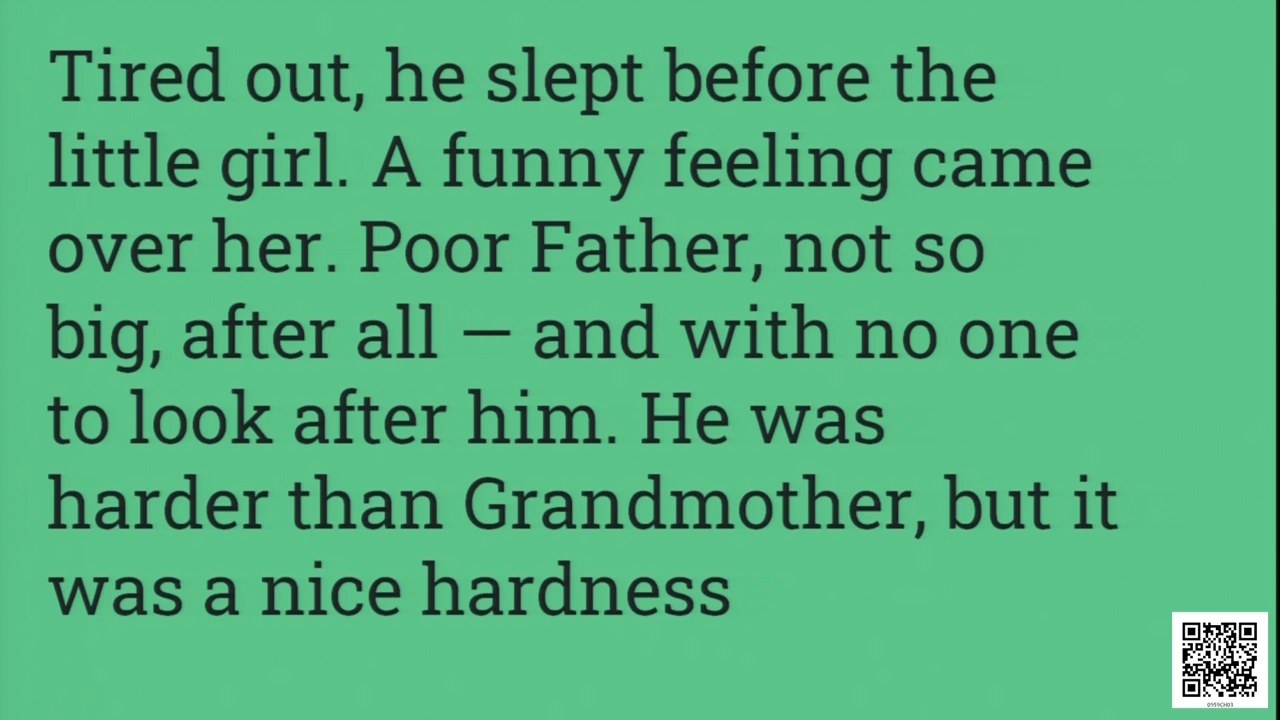 Tired out, he slept before the
little girl. A funny feeling came
over her. Poor Father, not so
big, after all — and with no one
to look after him. He was
harder than Grandmother, but it
was a nice hardness
0959CH03